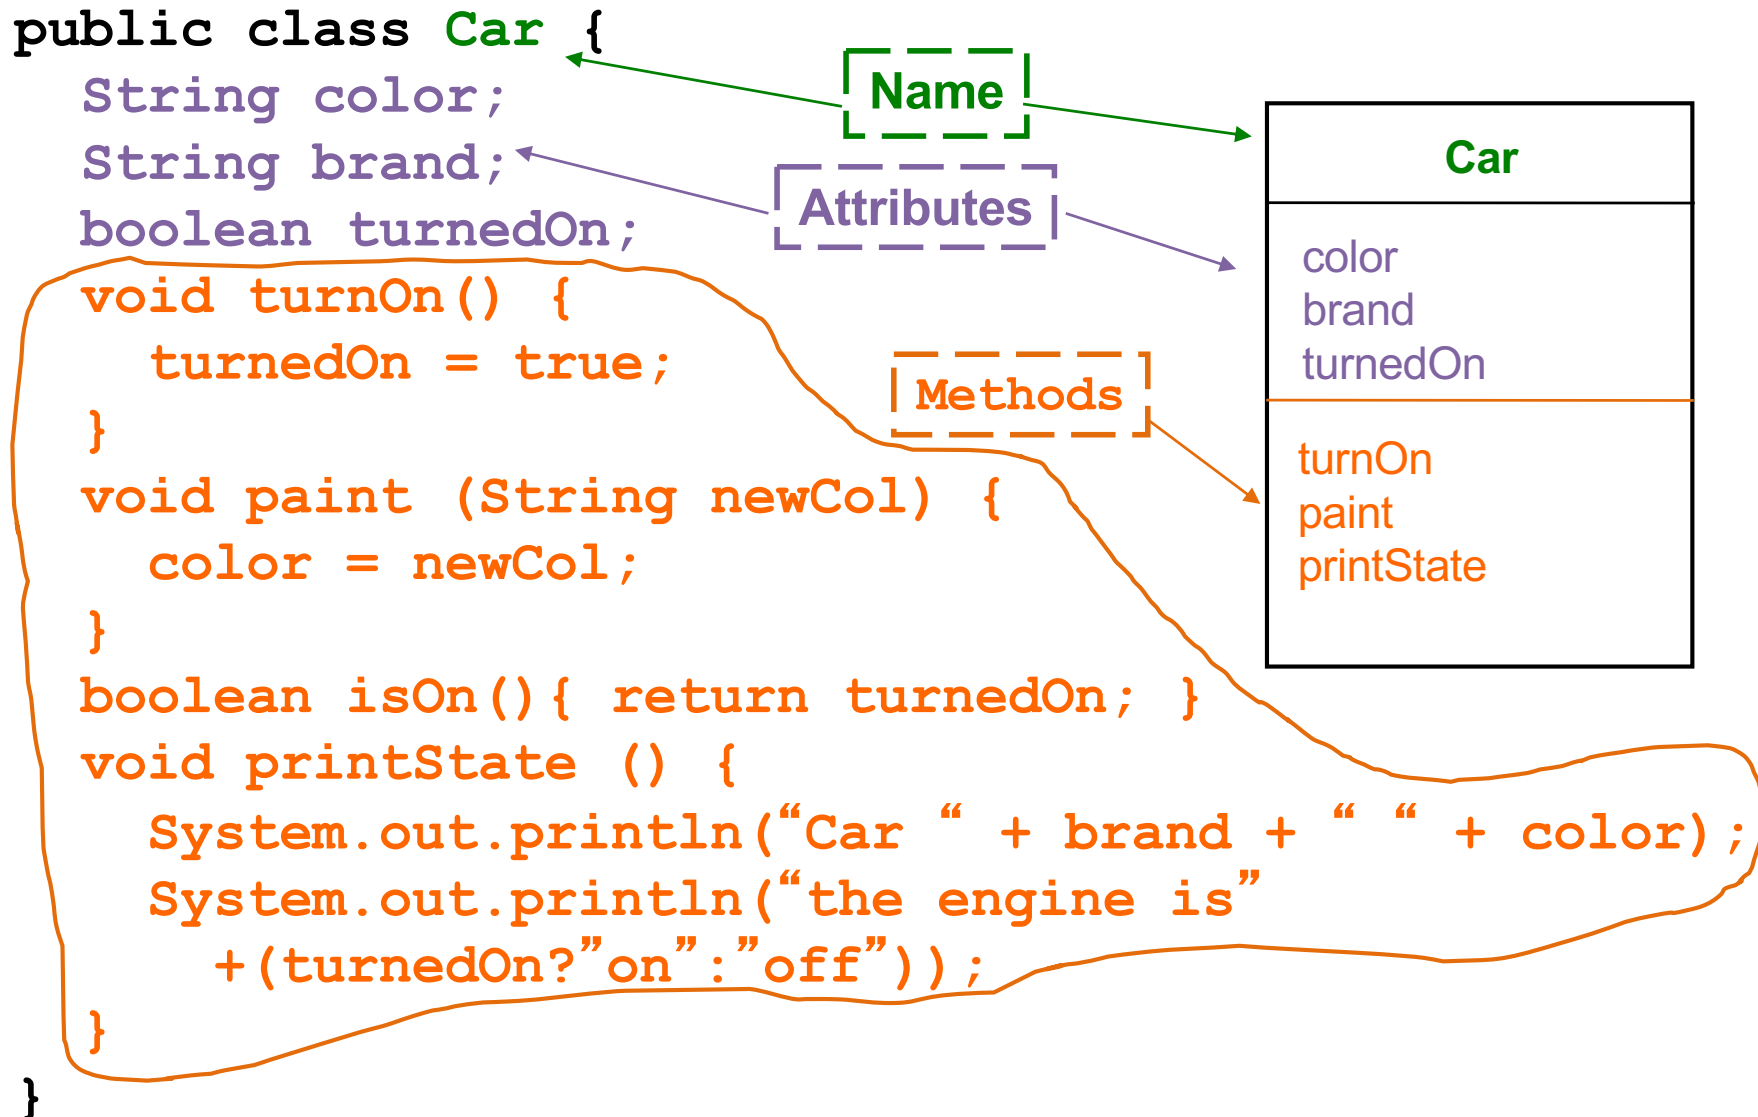 public class Car {
String color;
String brand;
boolean turnedOn;
void turnOn() {
turnedOn = true;
}
void paint (String newCol) {
color = newCol;
}
boolean isOn(){ return turnedOn; }
void printState () {
System.out.println(“Car “ + brand + “ “ + color);
System.out.println(“the engine is”
+(turnedOn?”on”:”off”));
}
}
Name
Attributes
Methods
Car
color
brand
turnedOn
turnOn
paint
printState